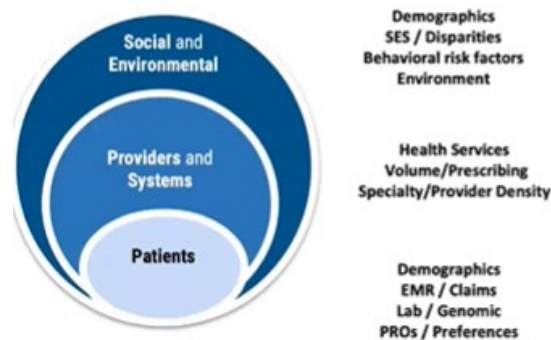 Social and
Environmental
Demographics
SES / Disparities
Behavioral risk factors
Environment
Providers and
Systems
Health Services
Volume/Prescribing
Specialty/Provider Density
Patients
Demographics
EMR / Claims
Lab / Genomic
PROs / Preferences